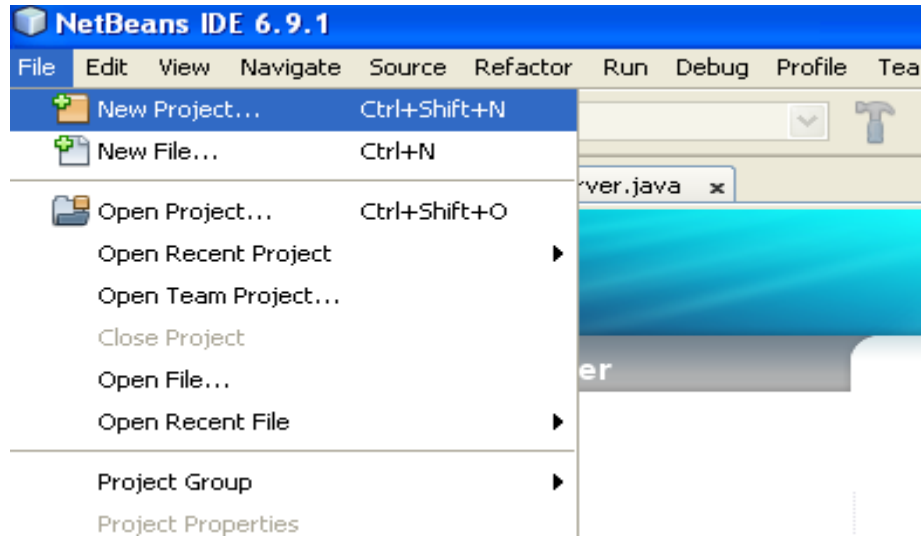 NetBeans IDE 6.9.1
File Edit View Navigate Source Refactor Run Debug Profile Tea
New Project... Ctrl+Shift+N
New File... Ctrl+N
rver.java x
Open Project... Ctrl+Shift+O
Open Recent Project
Open Team Project...
Close Project
er
Open File...
Open Recent File
Project Group
Project Properties